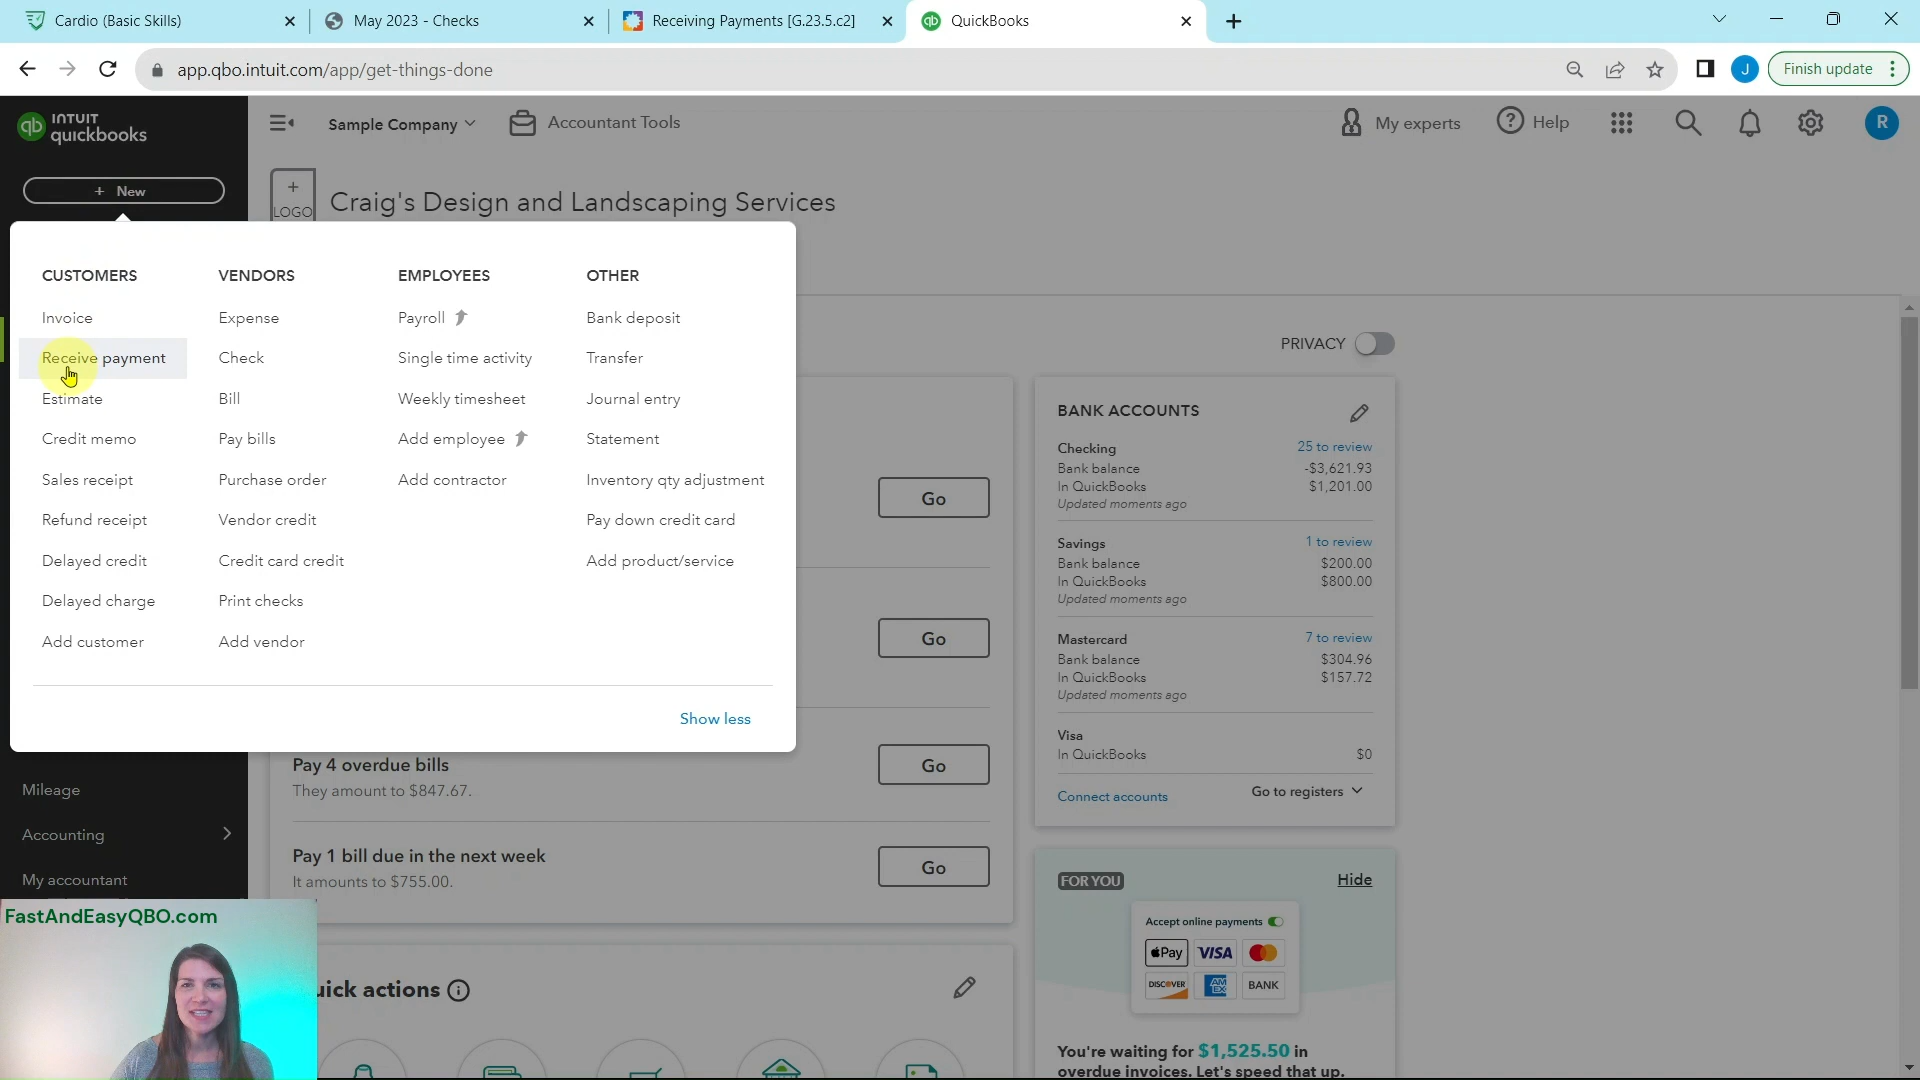 Cardio (Basic Skills)
May 2023 - Checks
Receiving Payments [G.23.5.c2]
QuickBooks
app.qbo.intuit.com/app/get-things-done
J
Finish update
INTUIT
quickbooks
Sample Company
Accountant Tools
My experts
Help
R
+ New
+
LOGO
Craig's Design and Landscaping Services
CUSTOMERS
Invoice
Receive payment
Estimate
Credit memo
Sales receipt
Refund receipt
Delayed credit
Delayed charge
Add customer
VENDORS
Expense
Check
Bill
Pay bills
Purchase order
Vendor credit
Credit card credit
Print checks
Add vendor
EMPLOYEES
Payroll
Single time activity
Weekly timesheet
Add employee
Add contractor
OTHER
Bank deposit
Transfer
Journal entry
Statement
Inventory qty adjustment
Pay down credit card
Add product/service
Show less
PRIVACY
Go
Go
Pay 4 overdue bills
They amount to $847.67.
Go
Pay 1 bill due in the next week
It amounts to $755.00.
Go
BANK ACCOUNTS
Checking 25 to review
Bank balance -$3,621.93
In QuickBooks $1,201.00
Updated moments ago
Savings 1 to review
Bank balance $200.00
In QuickBooks $800.00
Updated moments ago
Mastercard 7 to review
Bank balance $304.96
In QuickBooks $157.72
Updated moments ago
Visa
In QuickBooks $0
Connect accounts Go to registers
Mileage
Accounting
My accountant
FastAndEasyQBO.com
uick actions
FOR YOU Hide
Accept online payments
Pay VISA
DISCOVER AM EX BANK
You're waiting for $1,525.50 in
overdue invoices. Let's speed that up.